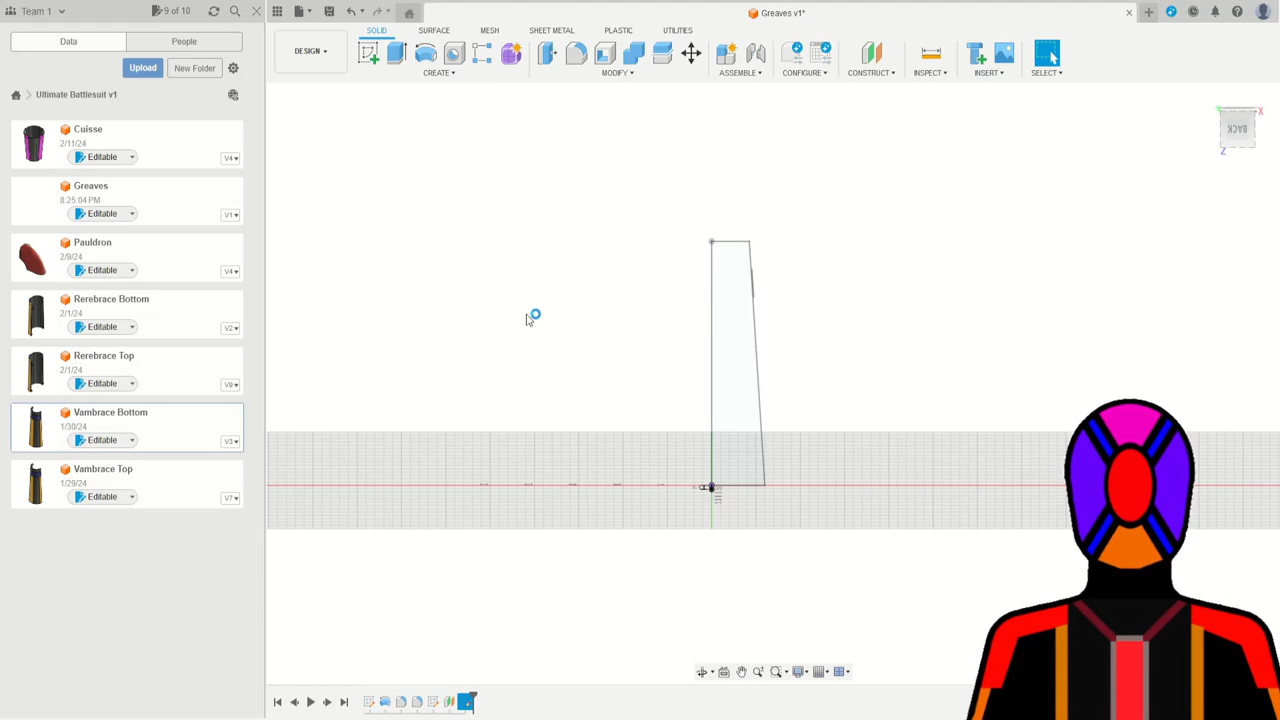 Team 1
9 of 10
Greaves v1*
Data
People
Upload
New Folder
Ultimate Battlesuit v1
DESIGN
SOLID
SURFACE
MESH
SHEET METAL
PLASTIC
UTILITIES
CREATE
MODIFY
ASSEMBLE
CONFIGURE
CONSTRUCT
INSPECT
INSERT
SELECT
Cuisse
2/11/24
Editable
V4
Greaves
8:25:04 PM
Editable
V1
Pauldron
2/9/24
Editable
V4
Rerebrace Bottom
2/1/24
Editable
V2
Rerebrace Top
2/1/24
Editable
V9
Vambrace Bottom
1/30/24
Editable
V3
Vambrace Top
1/29/24
Editable
V7
X
BACK
Z